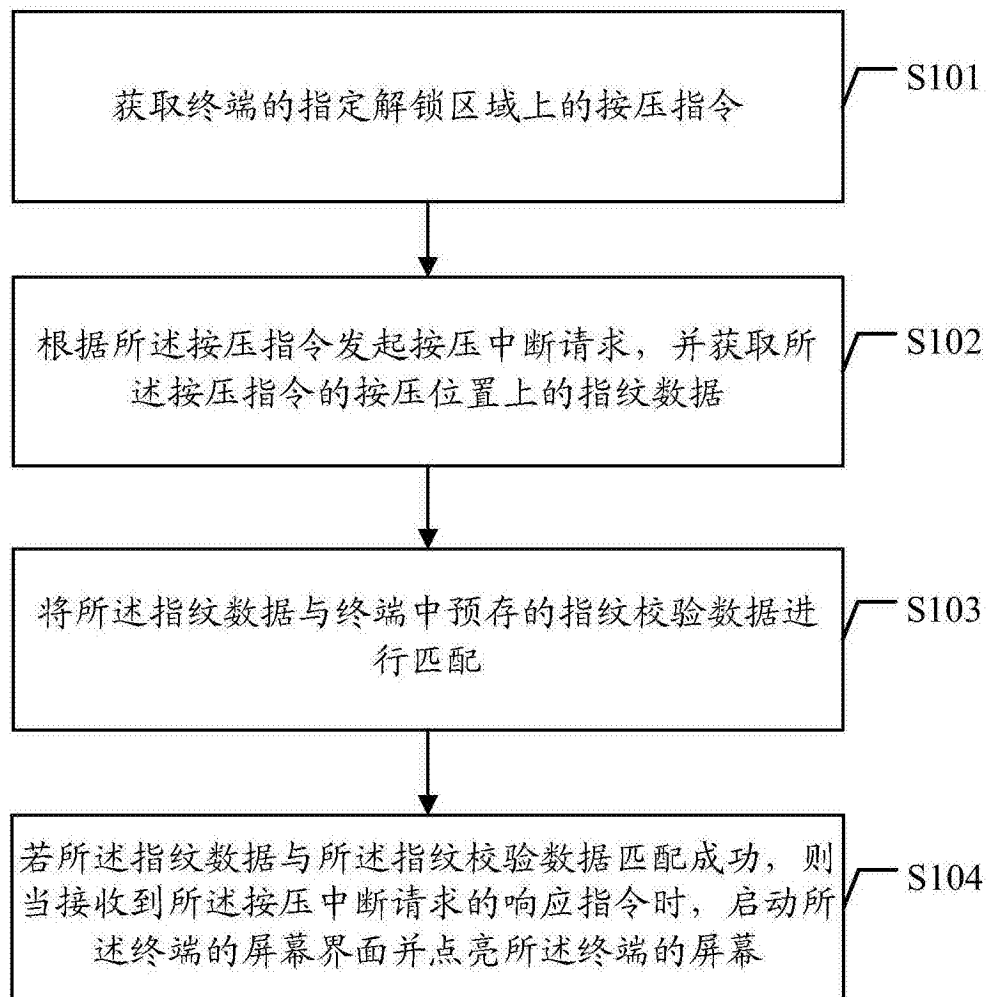 获取终端的指定解锁区域上的按压指令
S101
根据所述按压指令发起按压中断请求，并获取所
述按压指令的按压位置上的指纹数据
S102
将所述指纹数据与终端中预存的指纹校验数据进
行匹配
S103
若所述指纹数据与所述指纹校验数据匹配成功，则
当接收到所述按压中断请求的响应指令时，启动所
述终端的屏幕界面并点亮所述终端的屏幕
S104